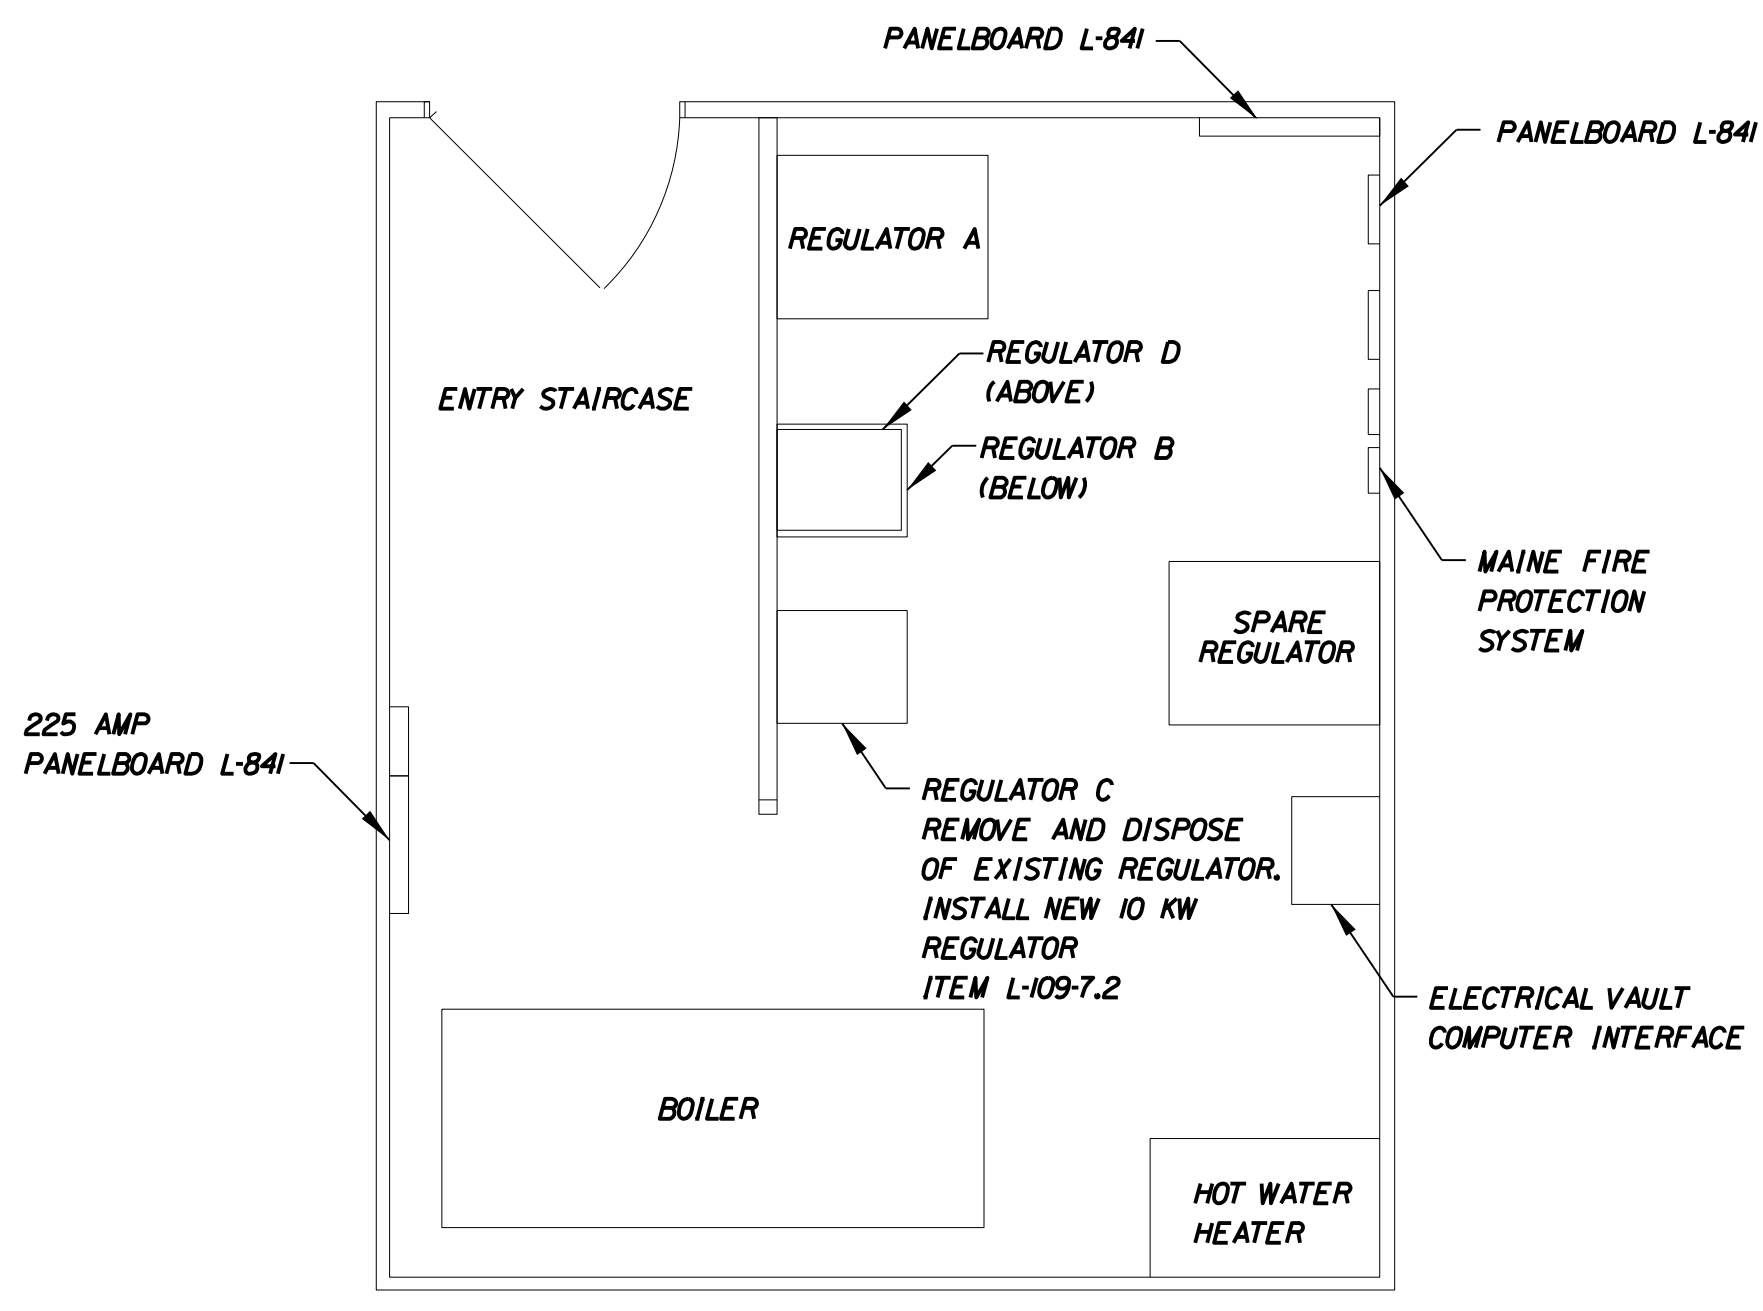 PANELBOARD L-841
PANELBOARD L-841
REGULATOR A
REGULATOR D
(ABOVE)
ENTRY STAIRCASE
REGULATOR B
(BELOW)
MAINE FIRE
PROTECTION
SYSTEM
SPARE
REGULATOR
225 AMP
PANELBOARD L-841
REGULATOR C
REMOVE AND DISPOSE
OF EXISTING REGULATOR.
INSTALL NEW 10 KW
REGULATOR
ITEM L-109-7.2
ELECTRICAL VAULT
COMPUTER INTERFACE
BOILER
HOT WATER
HEATER